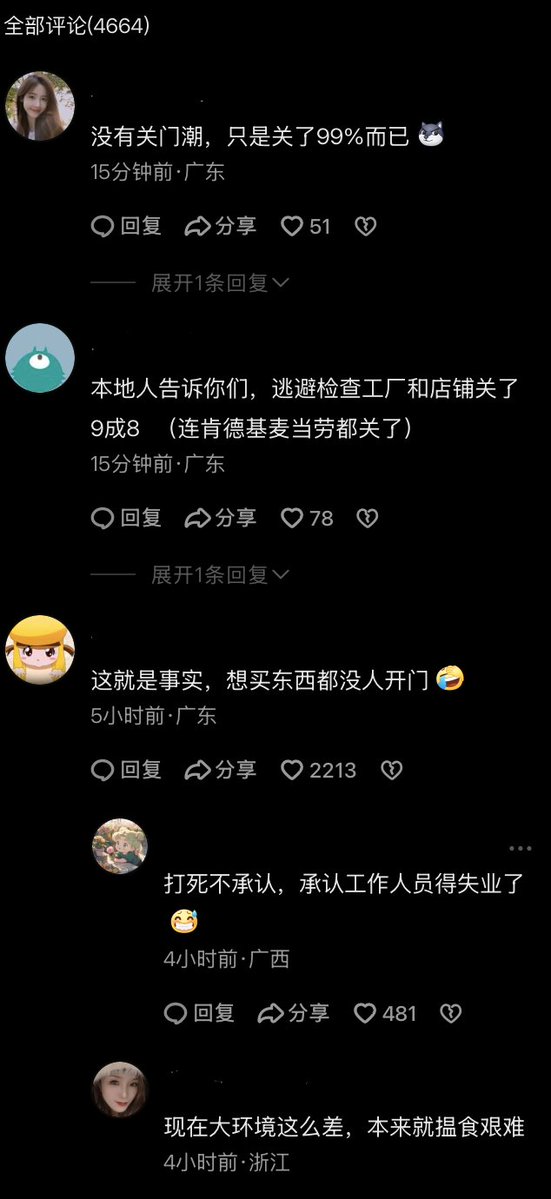 全部评论(4664)
没有关门潮，只是关了99%而已
15分钟前·广东
回复 分享 51
展开1条回复
本地人告诉你们，逃避检查工厂和店铺关了
9成8 （连肯德基麦当劳都关了）
15分钟前·广东
回复 分享 78
展开1条回复
这就是事实，想买东西都没人开门
5小时前·广东
回复 分享 2213
打死不承认，承认工作人员得失业了
4小时前·广西
回复 分享 481
现在大环境这么差，本来就揾食艰难
4小时前·浙江